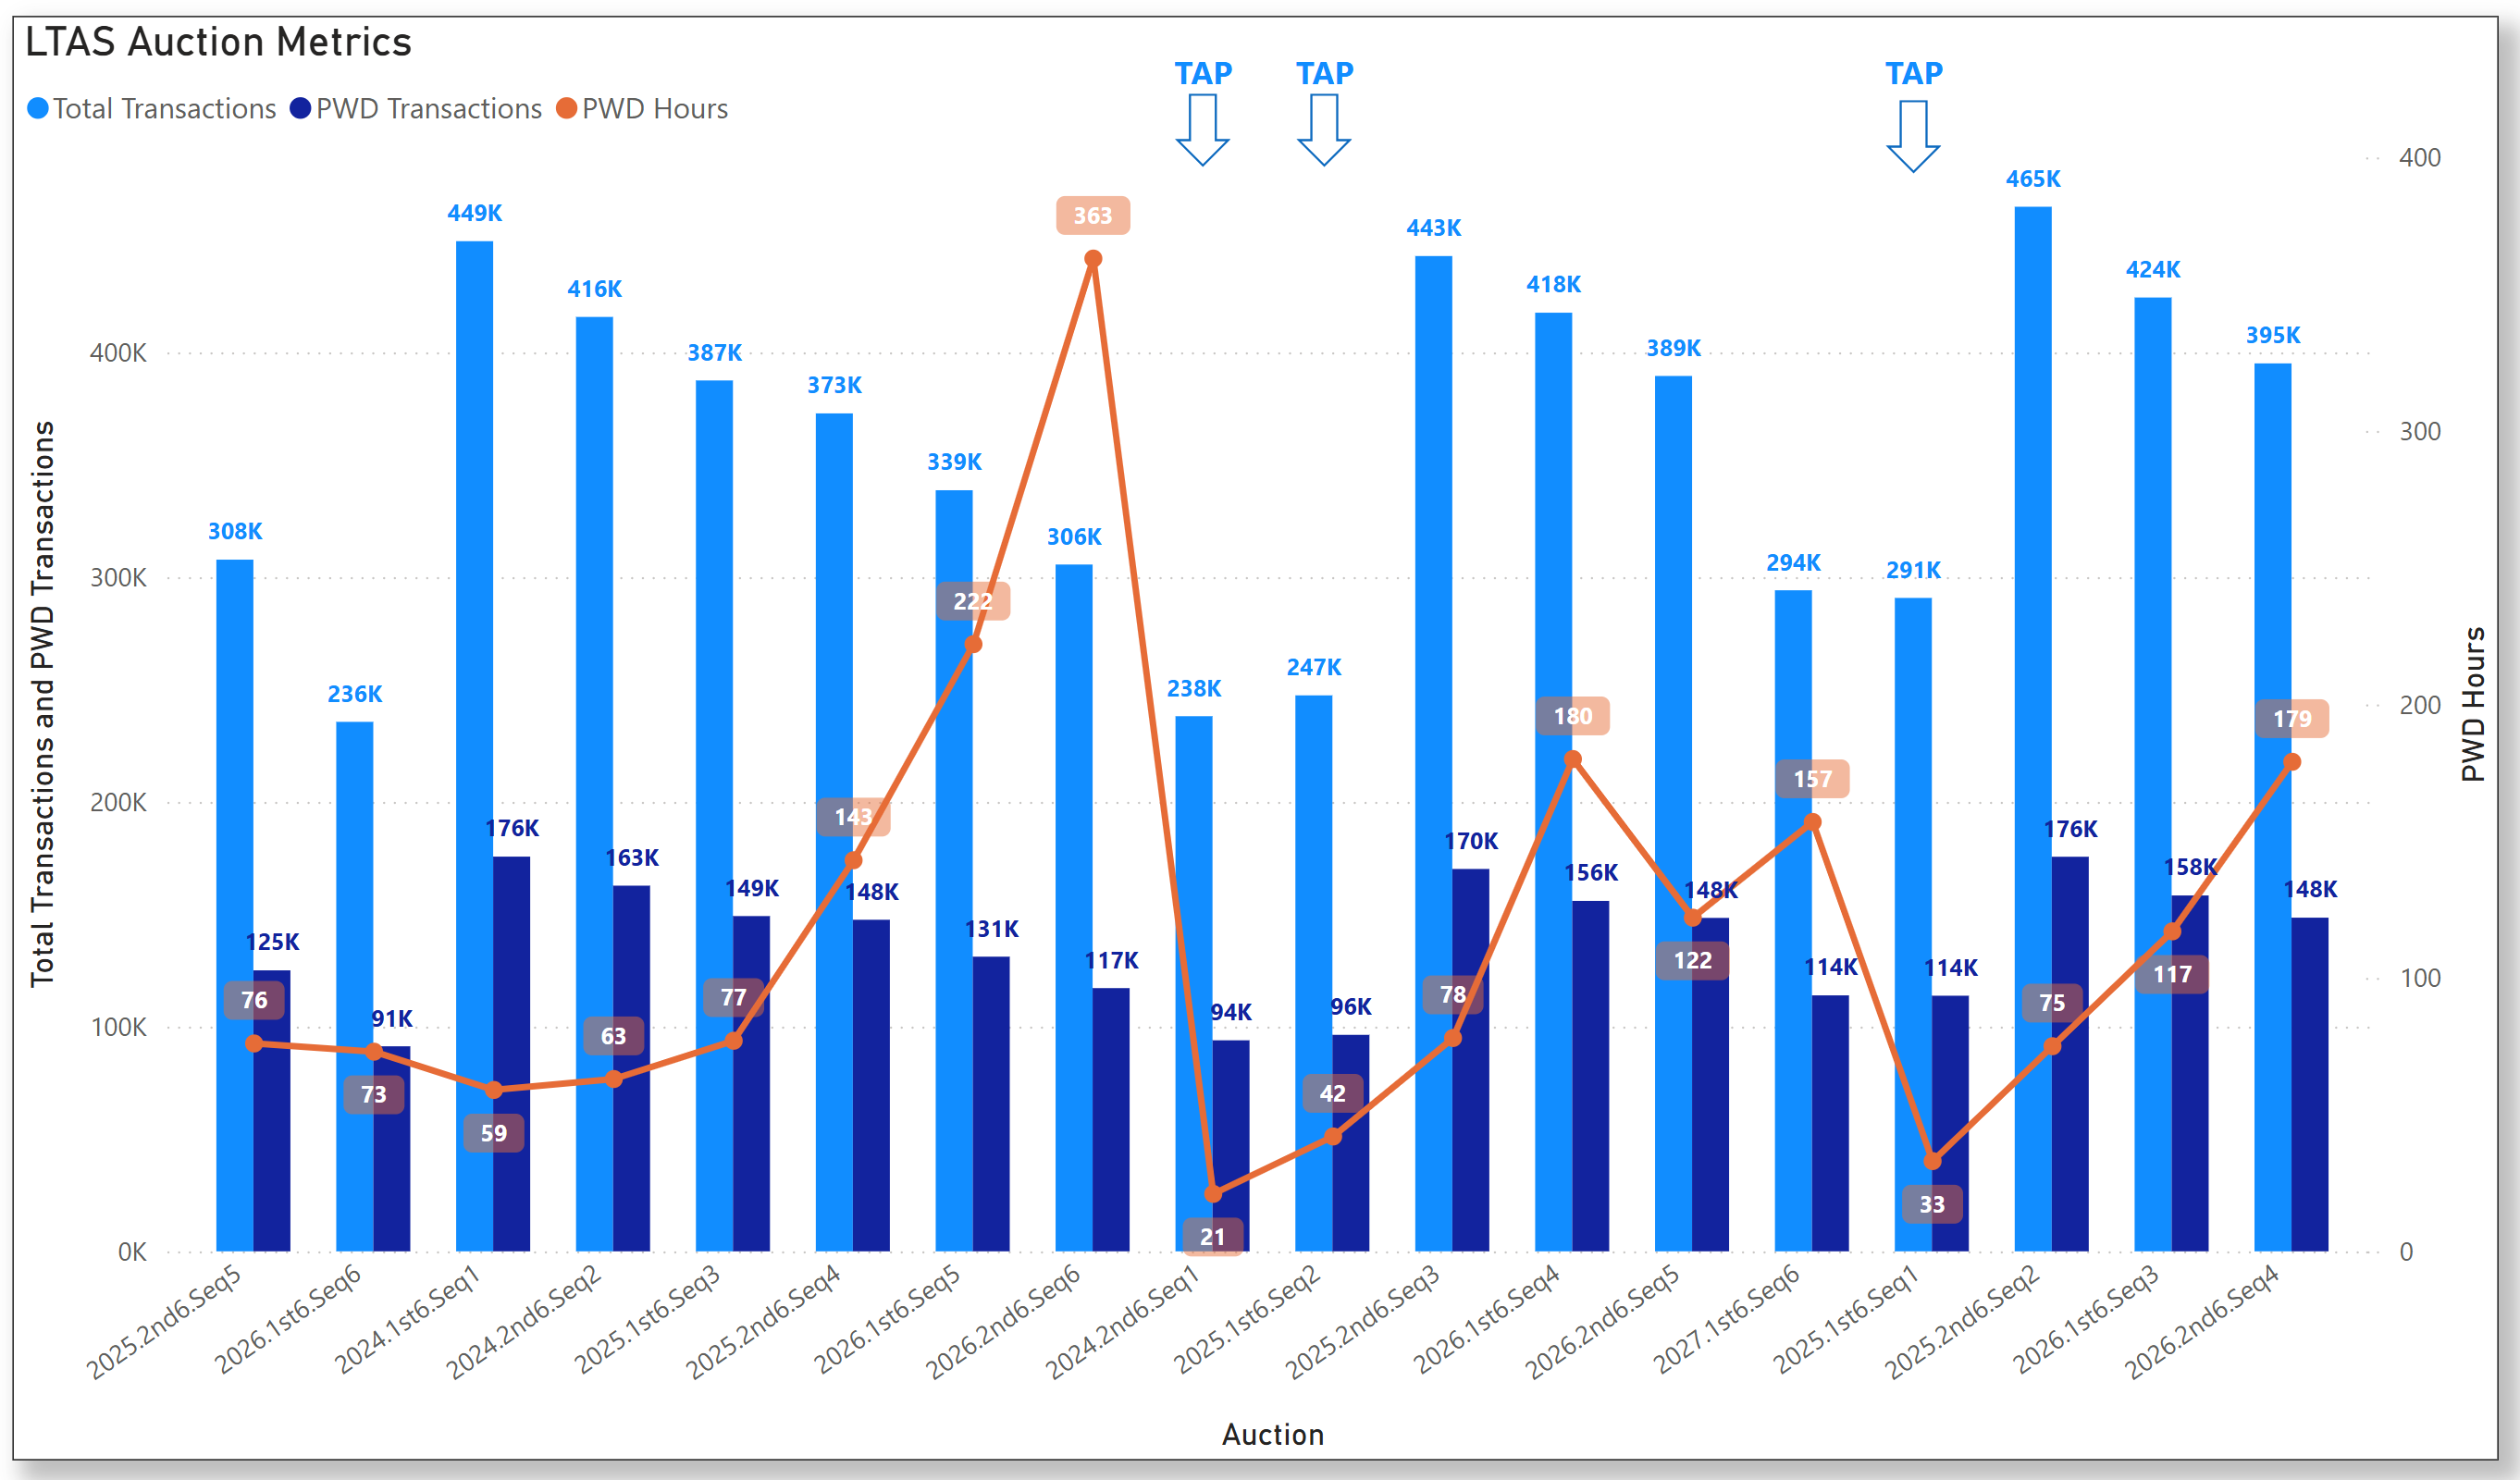 LTAS Auction Metrics
Total Transactions PWD Transactions PWD Hours
TAP TAP TAP
Total Transactions and PWD Transactions
400K
300K
200K
100K
0K
PWD Hours
400
300
200
100
0
308K 236K 449K 416K 387K 373K 339K 306K 238K 247K 443K 418K 389K 294K 291K 465K 424K 395K
125K 91K 176K 163K 149K 148K 131K 117K 94K 96K 170K 156K 148K 114K 114K 176K 158K 148K
76 73 59 63 77 143 222 363 21 42 78 180 122 157 33 75 117 179
2025.2nd6.Seq5
2026.1st6.Seq6
2024.1st6.Seq1
2024.2nd6.Seq2
2025.1st6.Seq3
2025.2nd6.Seq4
2026.1st6.Seq5
2026.2nd6.Seq6
2024.2nd6.Seq1
2025.1st6.Seq2
2025.2nd6.Seq3
2026.1st6.Seq4
2026.2nd6.Seq5
2027.1st6.Seq6
2025.1st6.Seq1
2025.2nd6.Seq2
2026.1st6.Seq3
2026.2nd6.Seq4
Auction